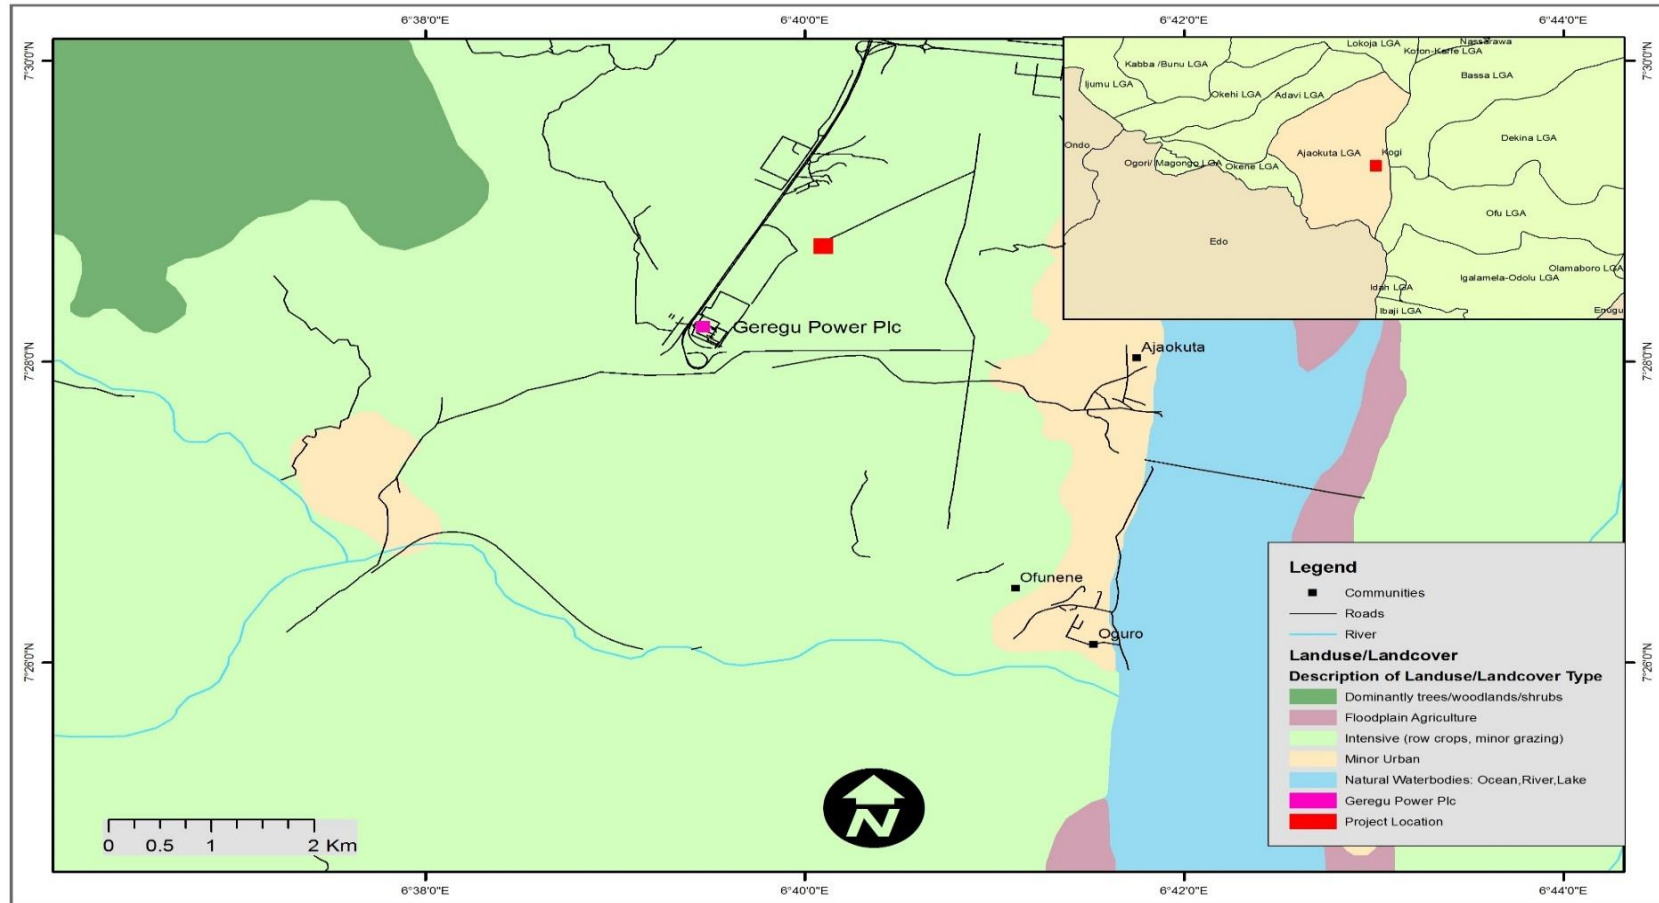 6°38'0"E
6°40'0"E
6°42'0"E
6°44'0"E
7°30'0"N
7°30'0"N
Nassarawa
Lokoja LGA
Koton-Karfe LGA
Kabba /Bunu LGA
Bassa LGA
Ijumu LGA
Okehi LGA
Adavi LGA
Dekina LGA
Ondo
Ajaokuta LGA
Kogi
Ogori/ Magongo LGA
Okene LGA
Ofu LGA
Edo
Olamaboro LGA
Igalamela-Odolu LGA
Idah LGA
Ibaji LGA
Enugu
Geregu Power Plc
Ajaokuta
7°28'0"N
7°28'0"N
Ofunene
Oguro
7°26'0"N
7°26'0"N
Legend
Communities
Roads
River
Landuse/Landcover
Description of Landuse/Landcover Type
Dominantly trees/woodlands/shrubs
Floodplain Agriculture
Intensive (row crops, minor grazing)
Minor Urban
Natural Waterbodies: Ocean,River,Lake
Geregu Power Plc
Project Location
N
0 0.5 1 2 Km
6°38'0"E
6°40'0"E
6°42'0"E
6°44'0"E